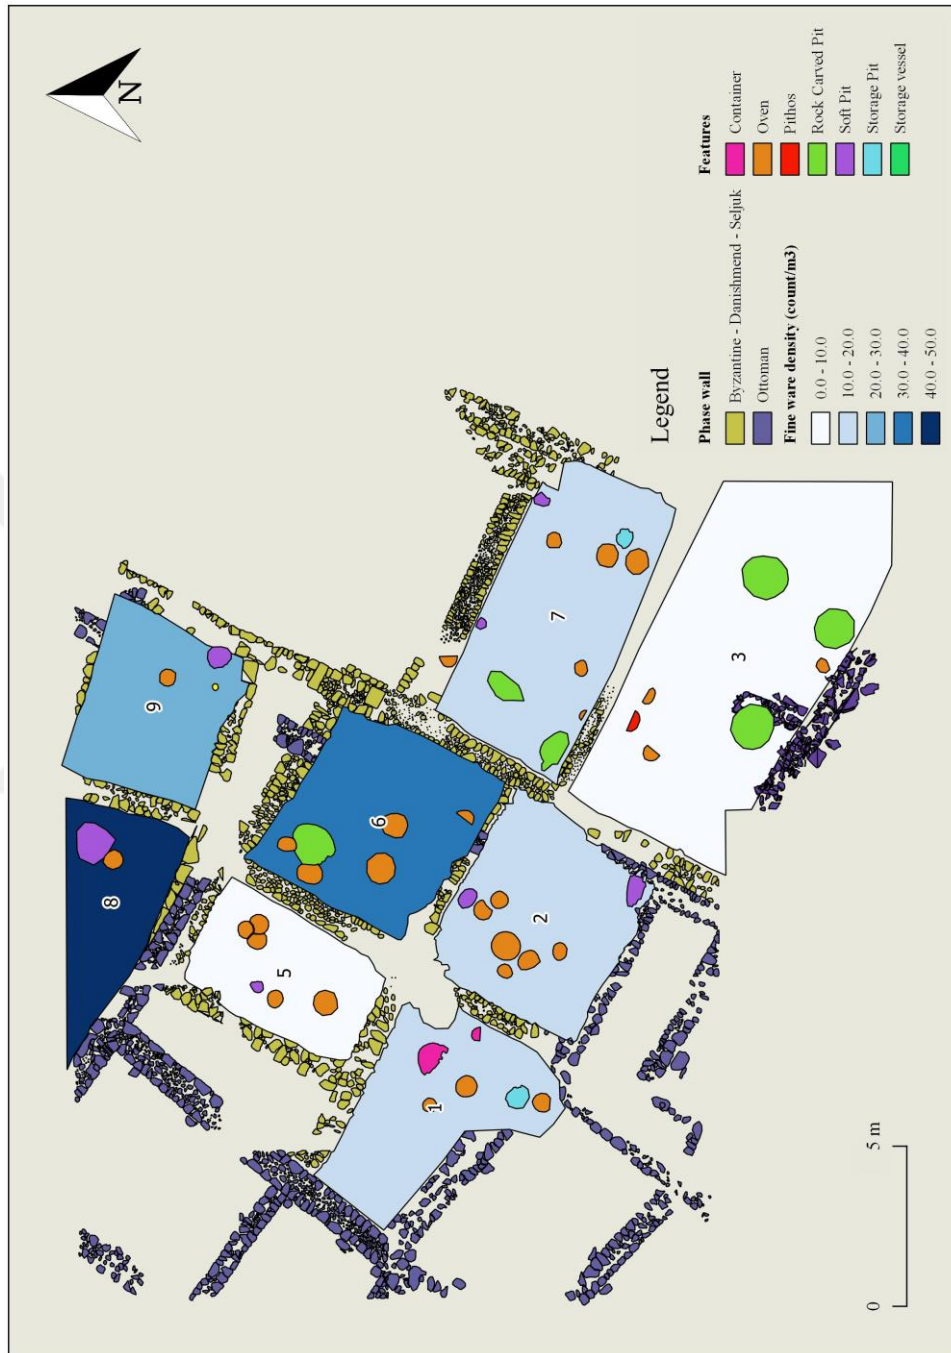 N
8
9
5
6
1
2
7
3
Legend
Phase wall
Byzantine - Danishmend - Seljuk
Ottoman
Fine ware density (count/m3)
0.0 - 10.0
10.0 - 20.0
20.0 - 30.0
30.0 - 40.0
40.0 - 50.0
Features
Container
Oven
Pithos
Rock Carved Pit
Soft Pit
Storage Pit
Storage vessel
0 5 m